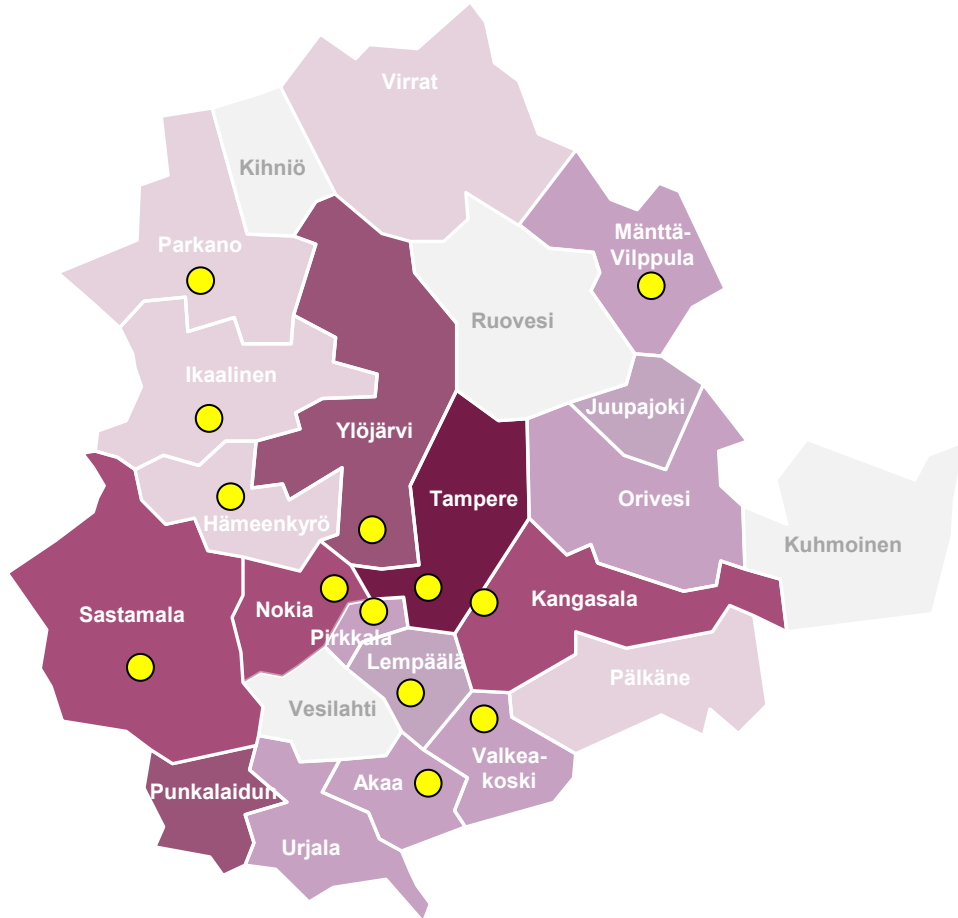 Virrat
Kihniö
Mänttä-
Vilppula
Parkano
Ruovesi
Ikaalinen
Juupajoki
Ylöjärvi
Tampere
Orivesi
Hämeenkyrö
Kuhmoinen
Sastamala
Nokia
Kangasala
Pirkkala
Lempäälä
Pälkäne
Vesilahti
Valkea-
koski
Akaa
Punkalaidun
Urjala